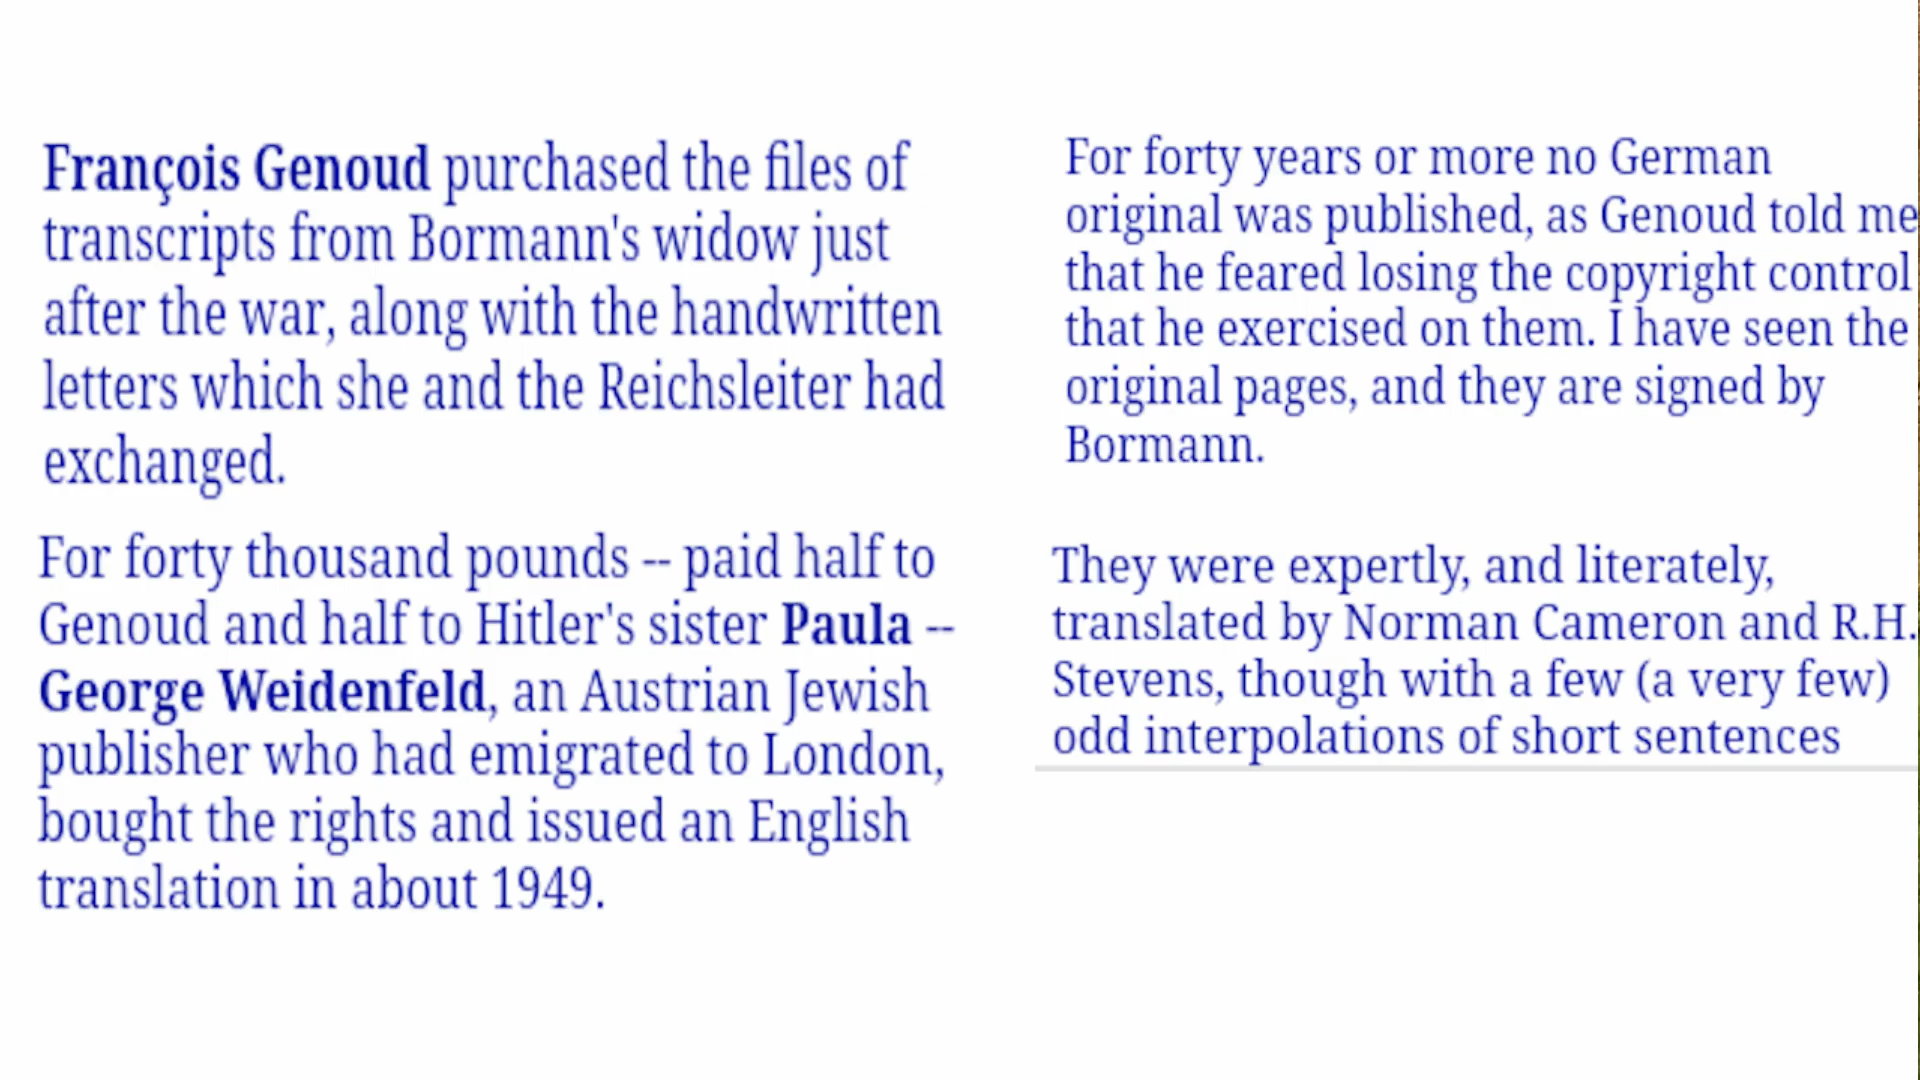 François Genoud purchased the files of
transcripts from Bormann's widow just
after the war, along with the handwritten
letters which she and the Reichsleiter had
exchanged.
For forty thousand pounds -- paid half to
Genoud and half to Hitler's sister Paula --
George Weidenfeld, an Austrian Jewish
publisher who had emigrated to London,
bought the rights and issued an English
translation in about 1949.
For forty years or more no German
original was published, as Genoud told me
that he feared losing the copyright control
that he exercised on them. I have seen the
original pages, and they are signed by
Bormann.
They were expertly, and literately,
translated by Norman Cameron and R.H.
Stevens, though with a few (a very few)
odd interpolations of short sentences